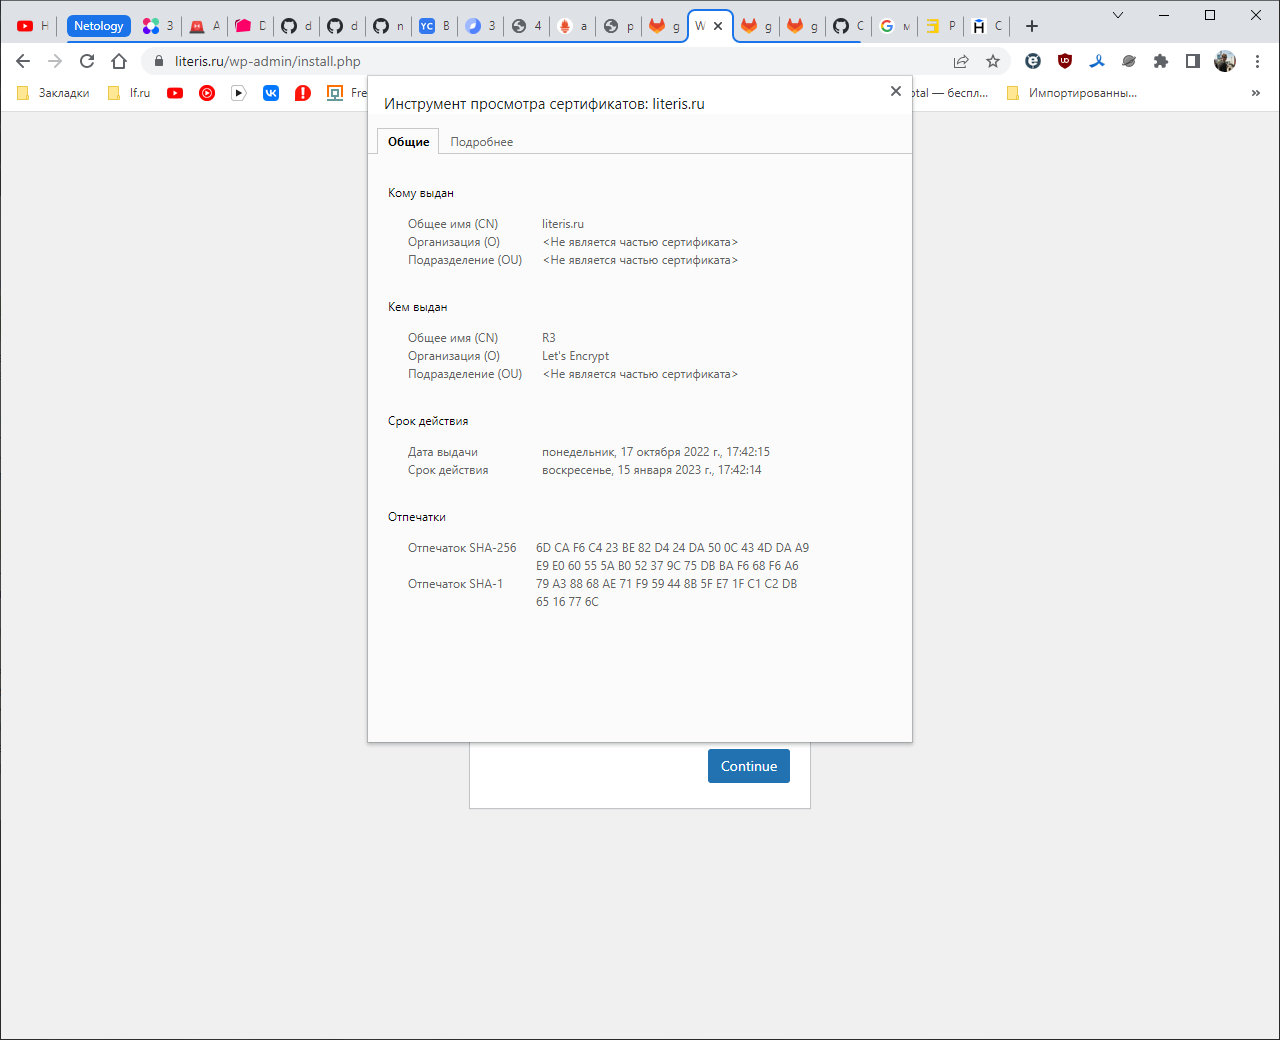 H
Netology
3
A
D
d
d
n
YC
B
3
4
a
p
g
W
g
g
C
м
P
C
literis.ru/wp-admin/install.php
Закладки
lf.ru
Fre
otal — беспл...
Импортированны...
»
Инструмент просмотра сертификатов: literis.ru
Общие
Подробнее
Кому выдан
Общее имя (CN) literis.ru
Организация (O) <Не является частью сертификата>
Подразделение (OU) <Не является частью сертификата>
Кем выдан
Общее имя (CN) R3
Организация (O) Let's Encrypt
Подразделение (OU) <Не является частью сертификата>
Срок действия
Дата выдачи понедельник, 17 октября 2022 г., 17:42:15
Срок действия воскресенье, 15 января 2023 г., 17:42:14
Отпечатки
Отпечаток SHA-256 6D CA F6 C4 23 BE 82 D4 24 DA 50 0C 43 4D DA A9
E9 E0 60 55 5A B0 52 37 9C 75 DB BA F6 68 F6 A6
Отпечаток SHA-1 79 A3 88 68 AE 71 F9 59 44 8B 5F E7 1F C1 C2 DB
65 16 77 6C
Continue